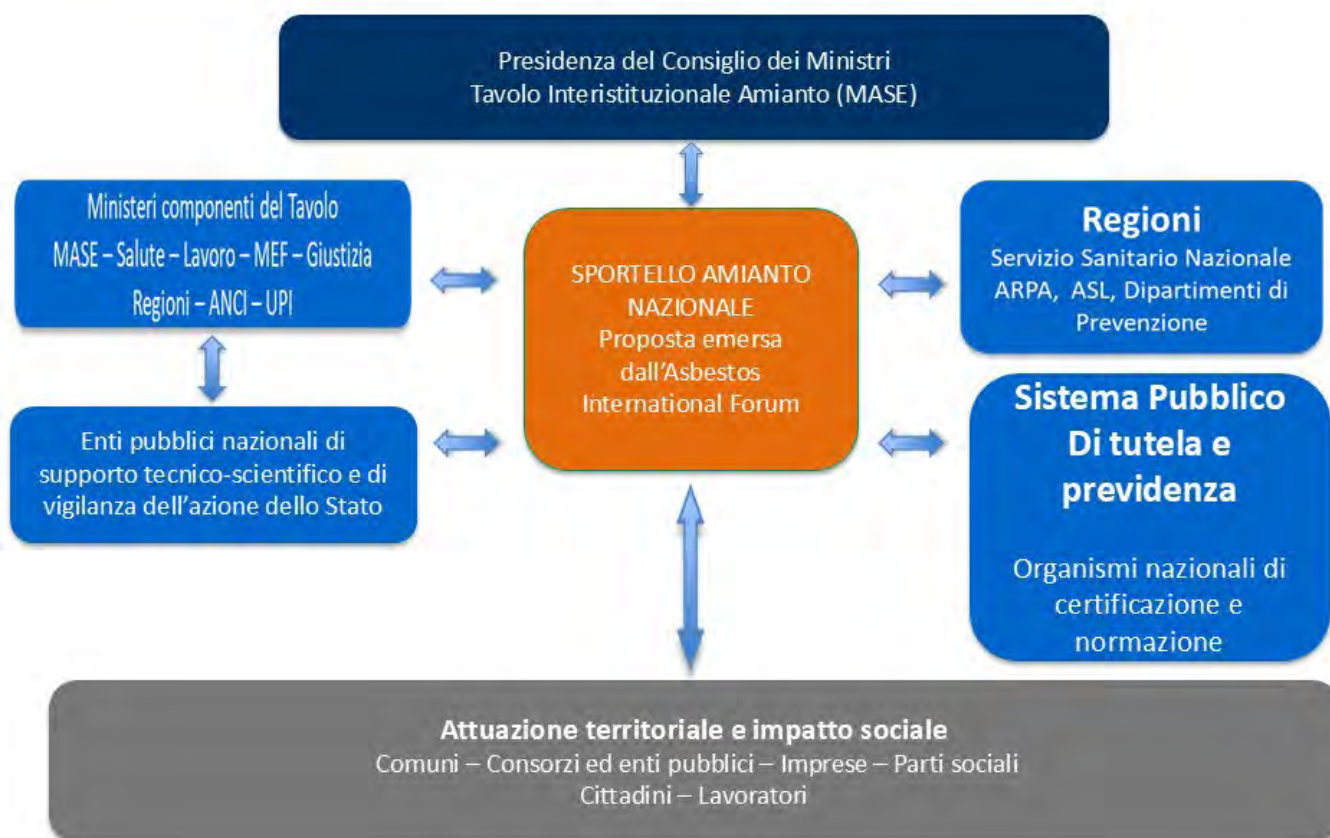 Presidenza del Consiglio dei Ministri
Tavolo Interistituzionale Amianto (MASE)
Ministeri componenti del Tavolo
MASE – Salute – Lavoro – MEF – Giustizia
Regioni – ANCI – UPI
SPORTELLO AMIANTO
NAZIONALE
Proposta emersa
dall'Asbestos
International Forum
Regioni
Servizio Sanitario Nazionale
ARPA, ASL, Dipartimenti di
Prevenzione
Enti pubblici nazionali di
supporto tecnico-scientifico e di
vigilanza dell'azione dello Stato
Sistema Pubblico
Di tutela e
previdenza
Organismi nazionali di
certificazione e
normazione
Attuazione territoriale e impatto sociale
Comuni – Consorzi ed enti pubblici – Imprese – Parti sociali
Cittadini – Lavoratori